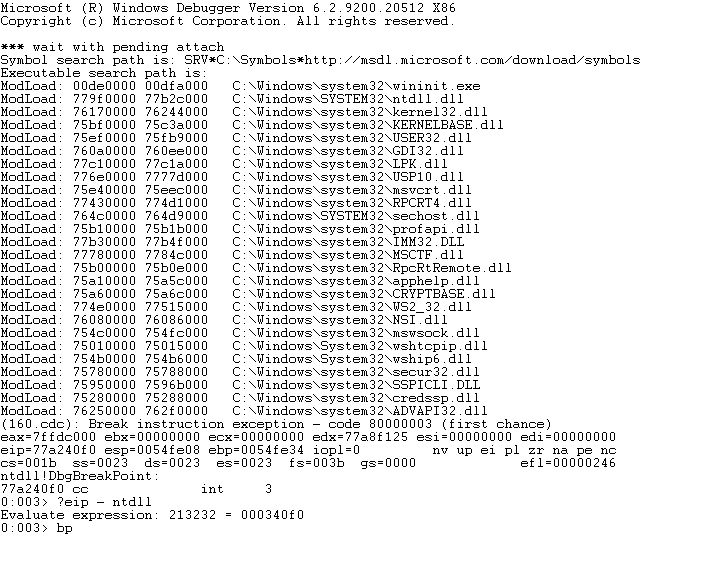 Microsoft (R) Windows Debugger Version 6.2.9200.20512 X86
Copyright (c) Microsoft Corporation. All rights reserved.
*** wait with pending attach
Symbol search path is: SRV*C:\Symbols*http://msdl.microsoft.com/download/symbols
Executable search path is:
ModLoad: 00de0000 00dfa000   C:\Windows\system32\wininit.exe
ModLoad: 779f0000 77b2c000   C:\Windows\SYSTEM32\ntdll.dll
ModLoad: 76170000 76244000   C:\Windows\system32\kernel32.dll
ModLoad: 75bf0000 75c3a000   C:\Windows\system32\KERNELBASE.dll
ModLoad: 75ef0000 75fb9000   C:\Windows\system32\USER32.dll
ModLoad: 760a0000 760ee000   C:\Windows\system32\GDI32.dll
ModLoad: 77c10000 77c1a000   C:\Windows\system32\LPK.dll
ModLoad: 776e0000 7777d000   C:\Windows\system32\USP10.dll
ModLoad: 75e40000 75eec000   C:\Windows\system32\msvcrt.dll
ModLoad: 77430000 774d1000   C:\Windows\system32\RPCRT4.dll
ModLoad: 764c0000 764d9000   C:\Windows\SYSTEM32\sechost.dll
ModLoad: 75b10000 75b1b000   C:\Windows\system32\profapi.dll
ModLoad: 77b30000 77b4f000   C:\Windows\system32\IMM32.DLL
ModLoad: 77780000 7784c000   C:\Windows\system32\MSCTF.dll
ModLoad: 75b00000 75b0e000   C:\Windows\system32\RpcRtRemote.dll
ModLoad: 75a10000 75a5c000   C:\Windows\system32\apphelp.dll
ModLoad: 75a60000 75a6c000   C:\Windows\system32\CRYPTBASE.dll
ModLoad: 774e0000 77515000   C:\Windows\system32\WS2_32.dll
ModLoad: 76080000 76086000   C:\Windows\system32\NSI.dll
ModLoad: 754c0000 754fc000   C:\Windows\system32\mswsock.dll
ModLoad: 75010000 75015000   C:\Windows\system32\wshtcpip.dll
ModLoad: 754b0000 754b6000   C:\Windows\system32\wship6.dll
ModLoad: 75780000 75788000   C:\Windows\system32\secur32.dll
ModLoad: 75950000 7596b000   C:\Windows\system32\SSPICLI.DLL
ModLoad: 75280000 75288000   C:\Windows\system32\credssp.dll
ModLoad: 76250000 762f0000   C:\Windows\system32\ADVAPI32.dll
(160.cdc): Break instruction exception - code 80000003 (first chance)
eax=7ffdc000 ebx=00000000 ecx=00000000 edx=77a8f125 esi=00000000 edi=00000000
eip=77a240f0 esp=0054fe08 ebp=0054fe34 iopl=0         nv up ei pl zr na pe nc
cs=001b  ss=0023  ds=0023  es=0023  fs=003b  gs=0000             efl=00000246
ntdll!DbgBreakPoint:
77a240f0 cc              int     3
0:003> ?eip - ntdll
Evaluate expression: 213232 = 000340f0
0:003> bp